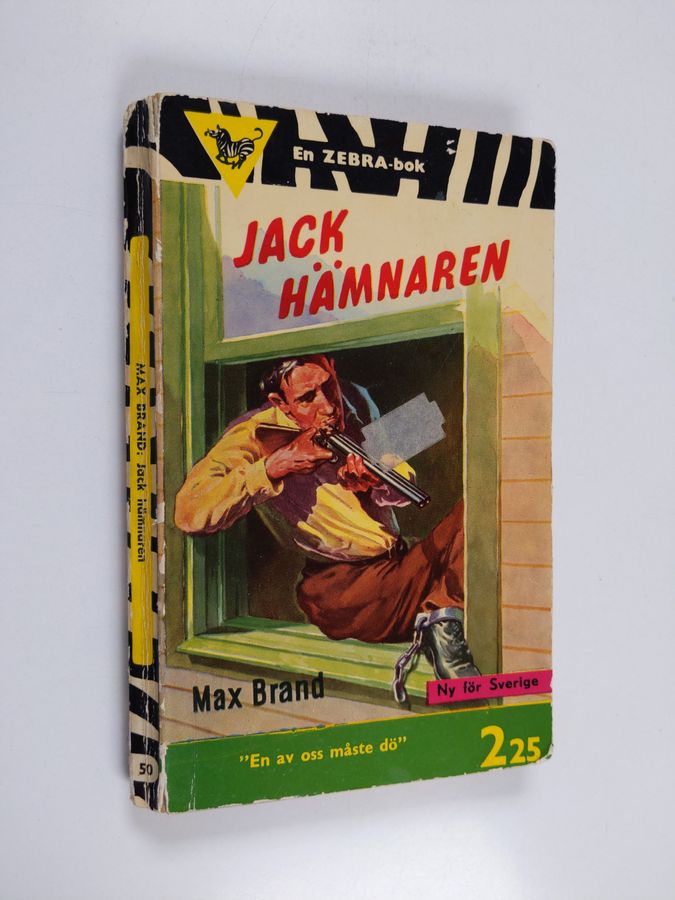 En ZEBRA-bok
JACK
HÄMNAREN
MAX BRAND: Jack hämnaren
Max Brand
Ny för Sverige
"En av oss måste dö"
2 25
50